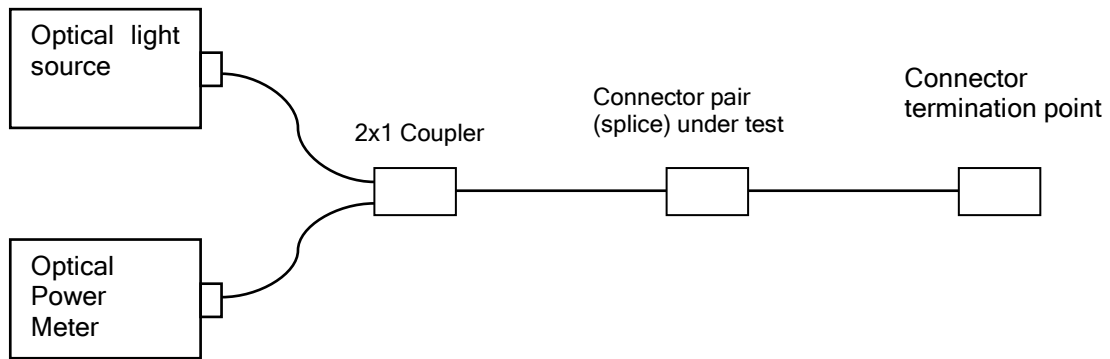 Optical light
source
Connector
termination point
Connector pair
(splice) under test
2x1 Coupler
Optical
Power
Meter